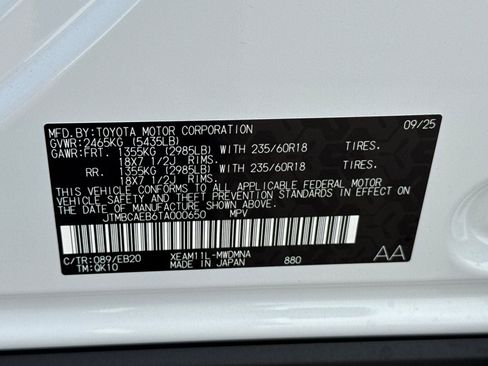 MFD.BY:TOYOTA MOTOR CORPORATION 09/25
GVWR:2465KG (5435LB)
GAWR:FRT. 1355KG (2985LB) WITH 235/60R18 TIRES.
18X7 1/2J RIMS.
RR. 1355KG (2985LB) WITH 235/60R18 TIRES.
18X7 1/2J RIMS.
THIS VEHICLE CONFORMS TO ALL APPLICABLE FEDERAL MOTOR
VEHICLE SAFETY AND THEFT PREVENTION STANDARDS IN EFFECT
ON THE DATE OF MANUFACTURE SHOWN ABOVE.
JTMBCAEB6TA000650 MPV
C/TR:089/EB20 XEAM11L-MWDMNA AA
TM:QK10 MADE IN JAPAN 880